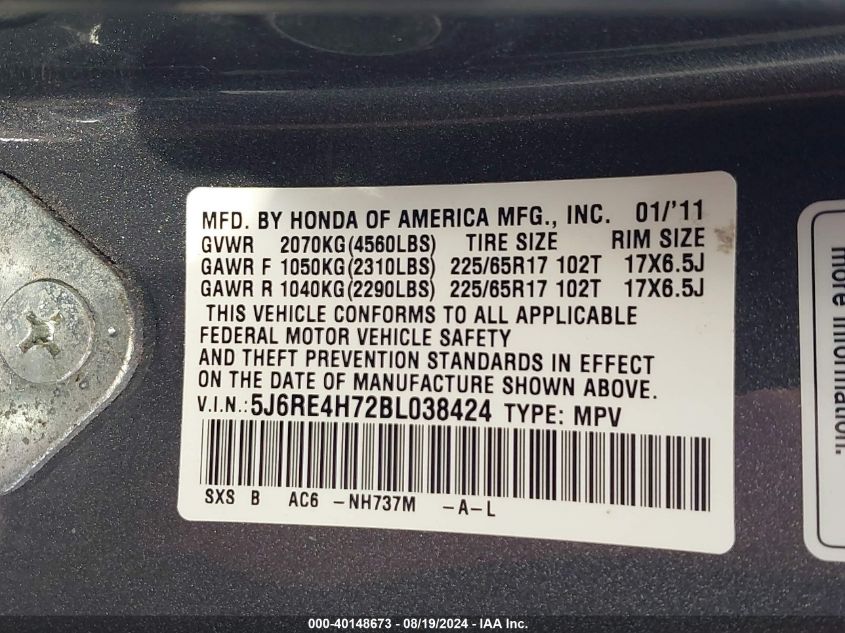 MFD. BY HONDA OF AMERICA MFG., INC. 01/'11
GVWR 2070KG(4560LBS) TIRE SIZE RIM SIZE
GAWR F 1050KG(2310LBS) 225/65R17 102T 17X6.5J
GAWR R 1040KG(2290LBS) 225/65R17 102T 17X6.5J
THIS VEHICLE CONFORMS TO ALL APPLICABLE
FEDERAL MOTOR VEHICLE SAFETY
AND THEFT PREVENTION STANDARDS IN EFFECT
ON THE DATE OF MANUFACTURE SHOWN ABOVE.
V.I.N.: 5J6RE4H72BL038424 TYPE: MPV
SXS B AC6 -NH737M -A-L
more information.
000-40148673 - 08/19/2024 - IAA Inc.